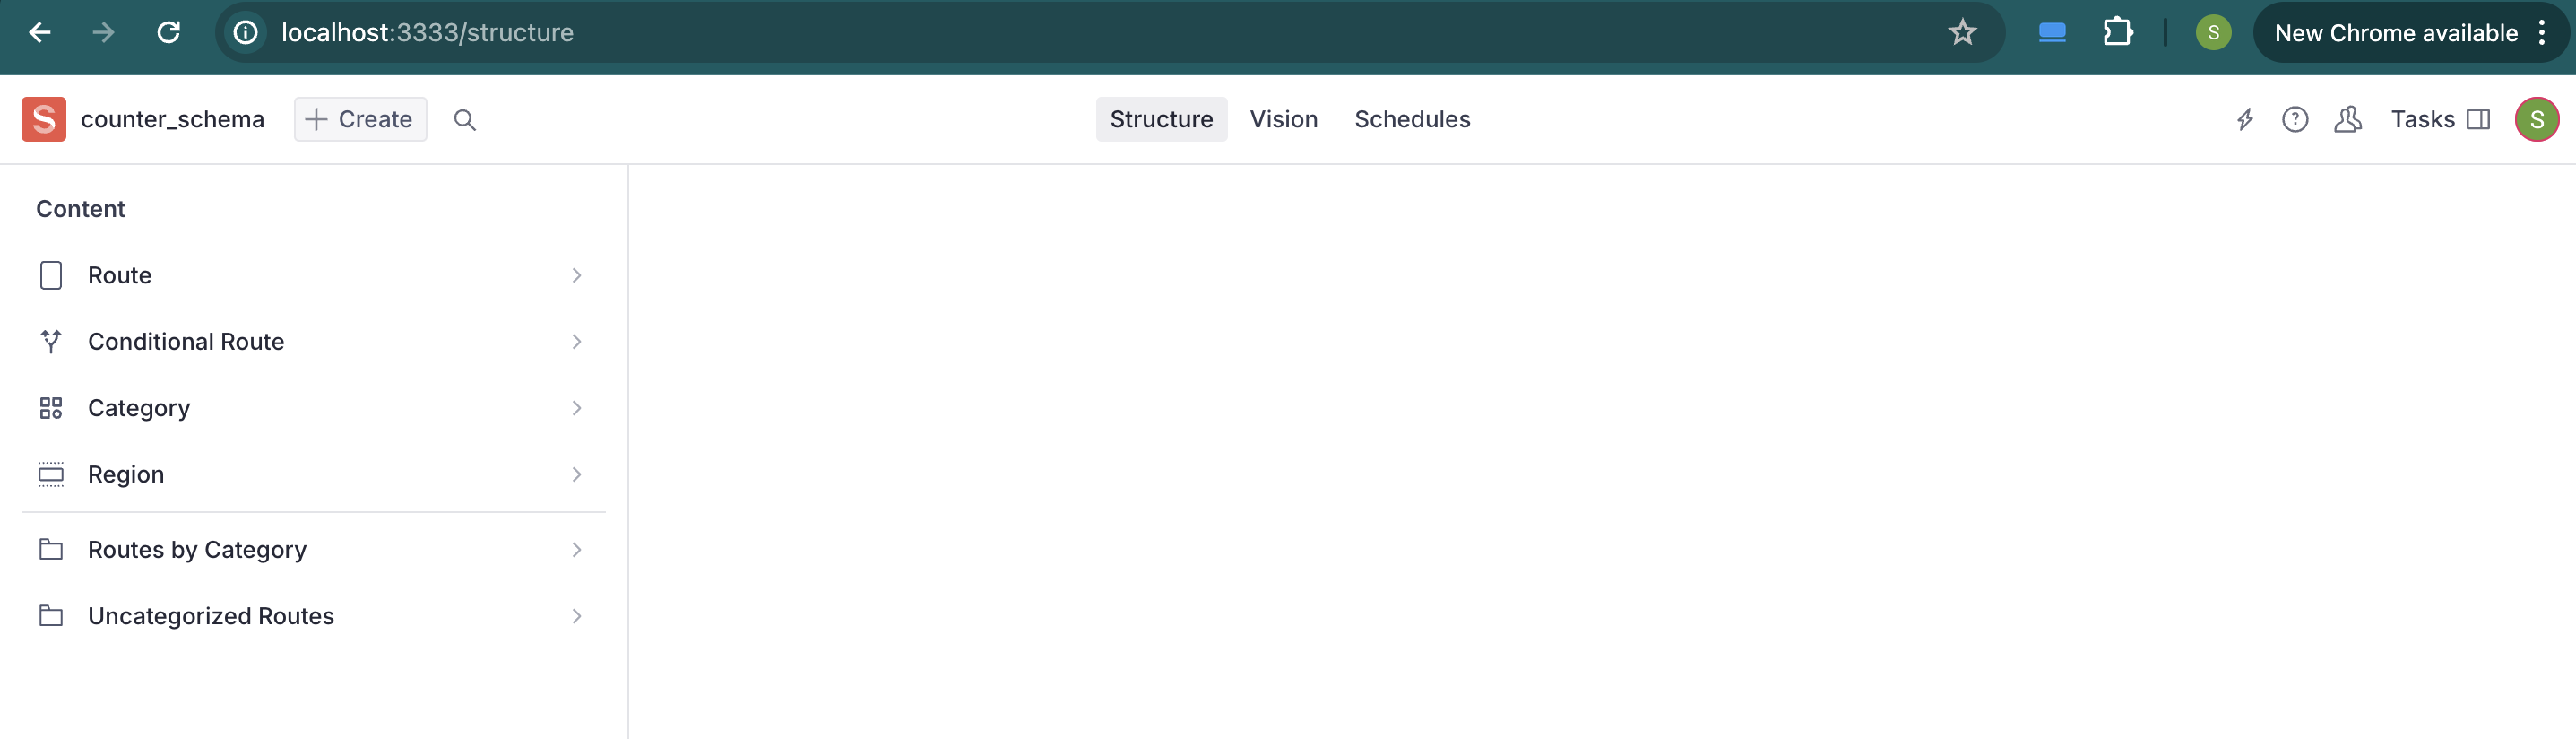 localhost:3333/structure
S
New Chrome available
S
counter_schema
Create
Structure
Vision
Schedules
?
Tasks
S
Content
Route
Conditional Route
Category
Region
Routes by Category
Uncategorized Routes